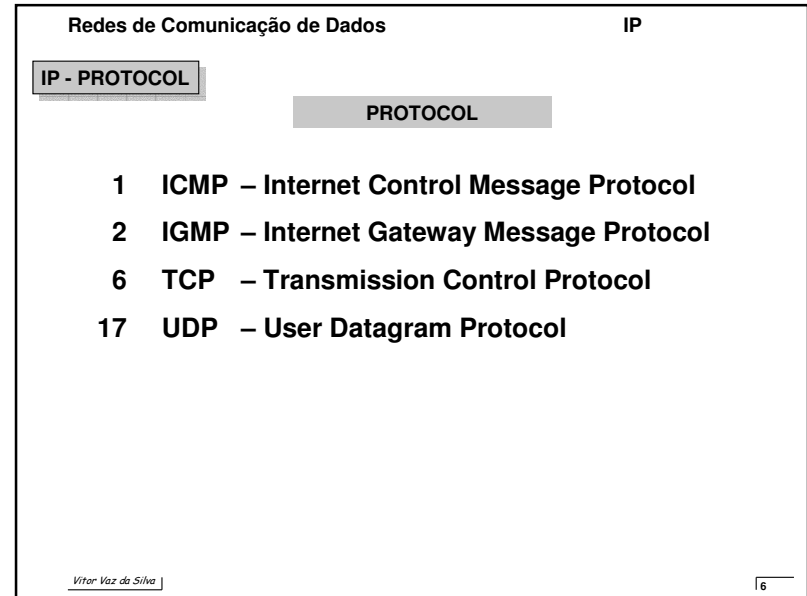 Redes de Comunicação de Dados IP
IP - PROTOCOL
PROTOCOL
1 ICMP – Internet Control Message Protocol
2 IGMP – Internet Gateway Message Protocol
6 TCP – Transmission Control Protocol
17 UDP – User Datagram Protocol
Vitor Vaz da Silva 6